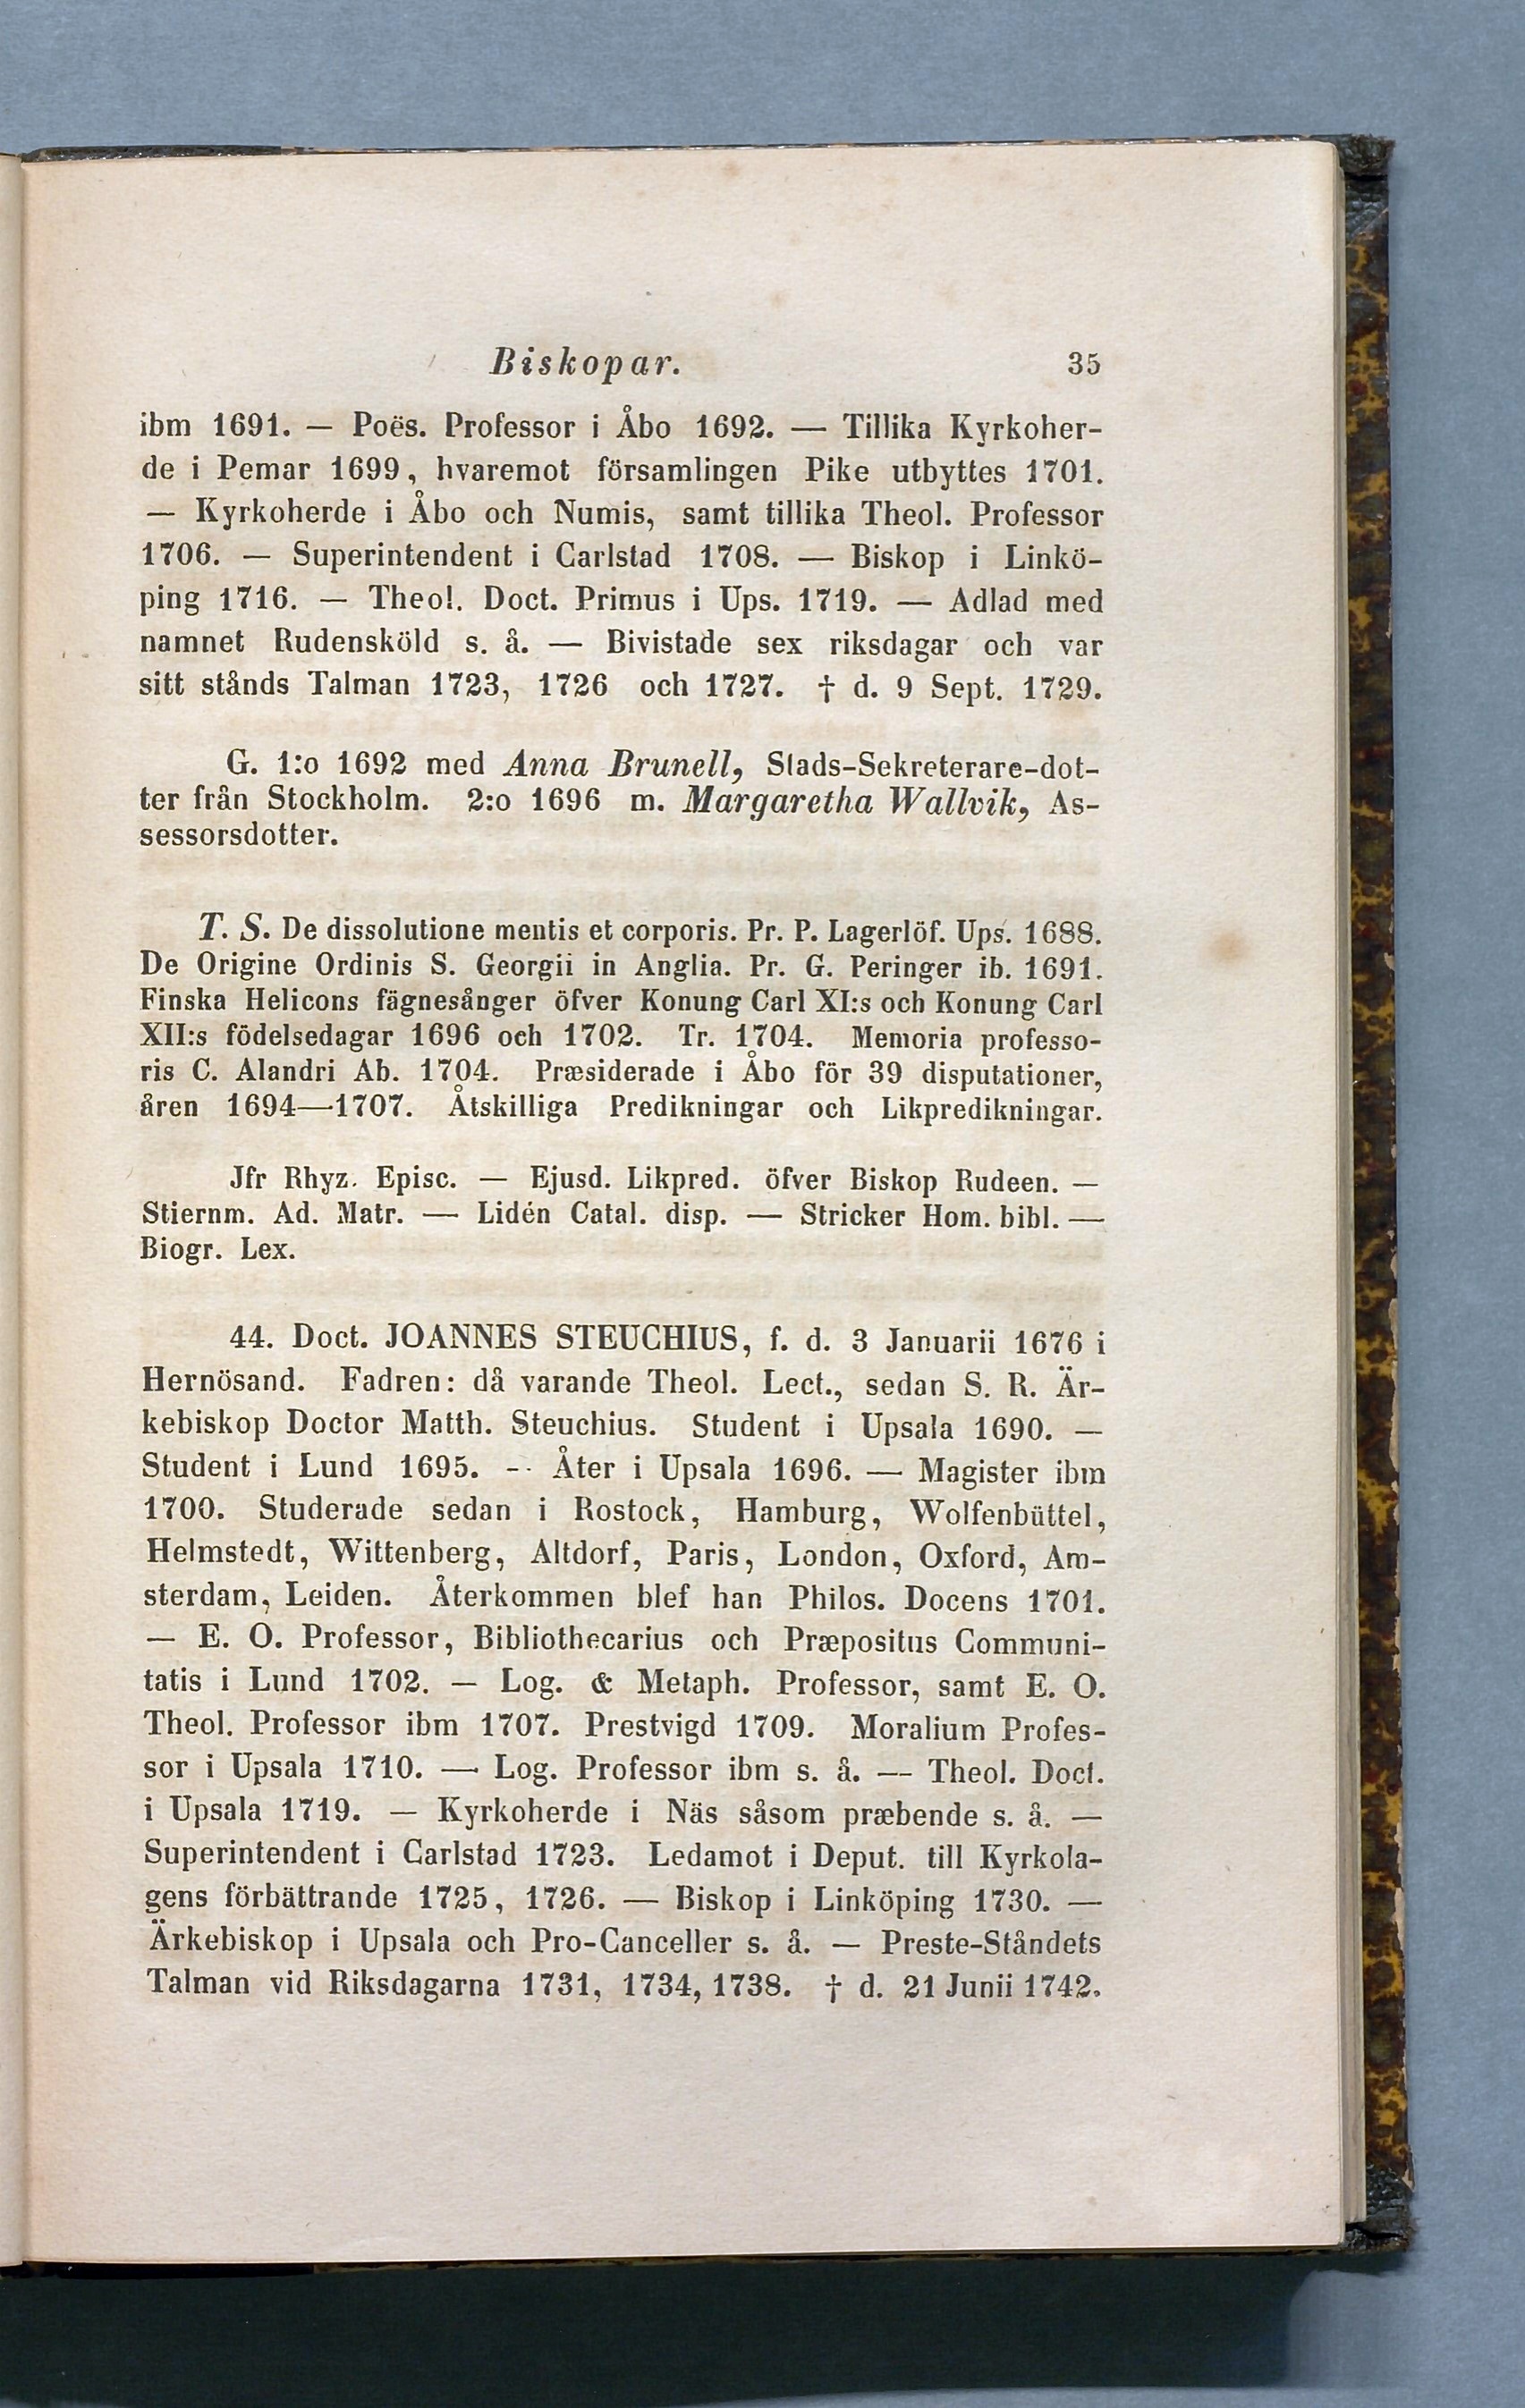 Biskopar. 35
ibm 1691. — Poës. Professor i Åbo 1692. — Tillika Kyrkoher-
de i Pemar 1699, hvaremot församlingen Pike utbyttes 1701.
— Kyrkoherde i Åbo och Numis, samt tillika Theol. Professor
1706. — Superintendent i Carlstad 1708. — Biskop i Linkö-
ping 1716. — Theol. Doct. Primus i Ups. 1719. — Adlad med
namnet Rudensköld s. å. — Bivistade sex riksdagar och var
sitt stånds Talman 1723, 1726 och 1727. † d. 9 Sept. 1729.
G. 1:o 1692 med Anna Brunell, Stads-Sekreterare-dot-
ter från Stockholm. 2:o 1696 m. Margaretha Wallvik, As-
sessorsdotter.
T. S. De dissolutione mentis et corporis. Pr. P. Lagerlöf. Ups. 1688.
De Origine Ordinis S. Georgii in Anglia. Pr. G. Peringer ib. 1691.
Finska Helicons fägnesånger öfver Konung Carl XI:s och Konung Carl
XII:s födelsedagar 1696 och 1702. Tr. 1704. Memoria professo-
ris C. Alandri Ab. 1704. Præsiderade i Åbo för 39 disputationer,
åren 1694—1707. Åtskilliga Predikningar och Likpredikningar.
Jfr Rhyz. Episc. — Ejusd. Likpred. öfver Biskop Rudeen. —
Stiernm. Ad. Matr. — Lidén Catal. disp. — Stricker Hom. bibl. —
Biogr. Lex.
44. Doct. JOANNES STEUCHIUS, f. d. 3 Januarii 1676 i
Hernösand. Fadren: då varande Theol. Lect., sedan S. R. Är-
kebiskop Doctor Matth. Steuchius. Student i Upsala 1690. —
Student i Lund 1695. -- Åter i Upsala 1696. — Magister ibm
1700. Studerade sedan i Rostock, Hamburg, Wolfenbüttel,
Helmstedt, Wittenberg, Altdorf, Paris, London, Oxford, Am-
sterdam, Leiden. Återkommen blef han Philos. Docens 1701.
— E. O. Professor, Bibliothecarius och Præpositus Communi-
tatis i Lund 1702. — Log. & Metaph. Professor, samt E. O.
Theol. Professor ibm 1707. Prestvigd 1709. Moralium Profes-
sor i Upsala 1710. — Log. Professor ibm s. å. — Theol. Doct.
i Upsala 1719. — Kyrkoherde i Näs såsom præbende s. å. —
Superintendent i Carlstad 1723. Ledamot i Deput. till Kyrkola-
gens förbättrande 1725, 1726. — Biskop i Linköping 1730. —
Ärkebiskop i Upsala och Pro-Canceller s. å. — Preste-Ståndets
Talman vid Riksdagarna 1731, 1734, 1738. † d. 21 Junii 1742.